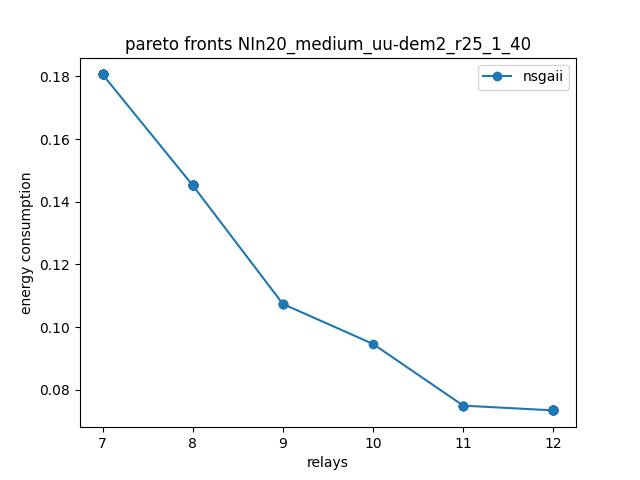 pareto fronts NIn20_medium_uu-dem2_r25_1_40
nsgaii
0.18
0.16
0.14
0.12
0.10
0.08
energy consumption
7 8 9 10 11 12
relays